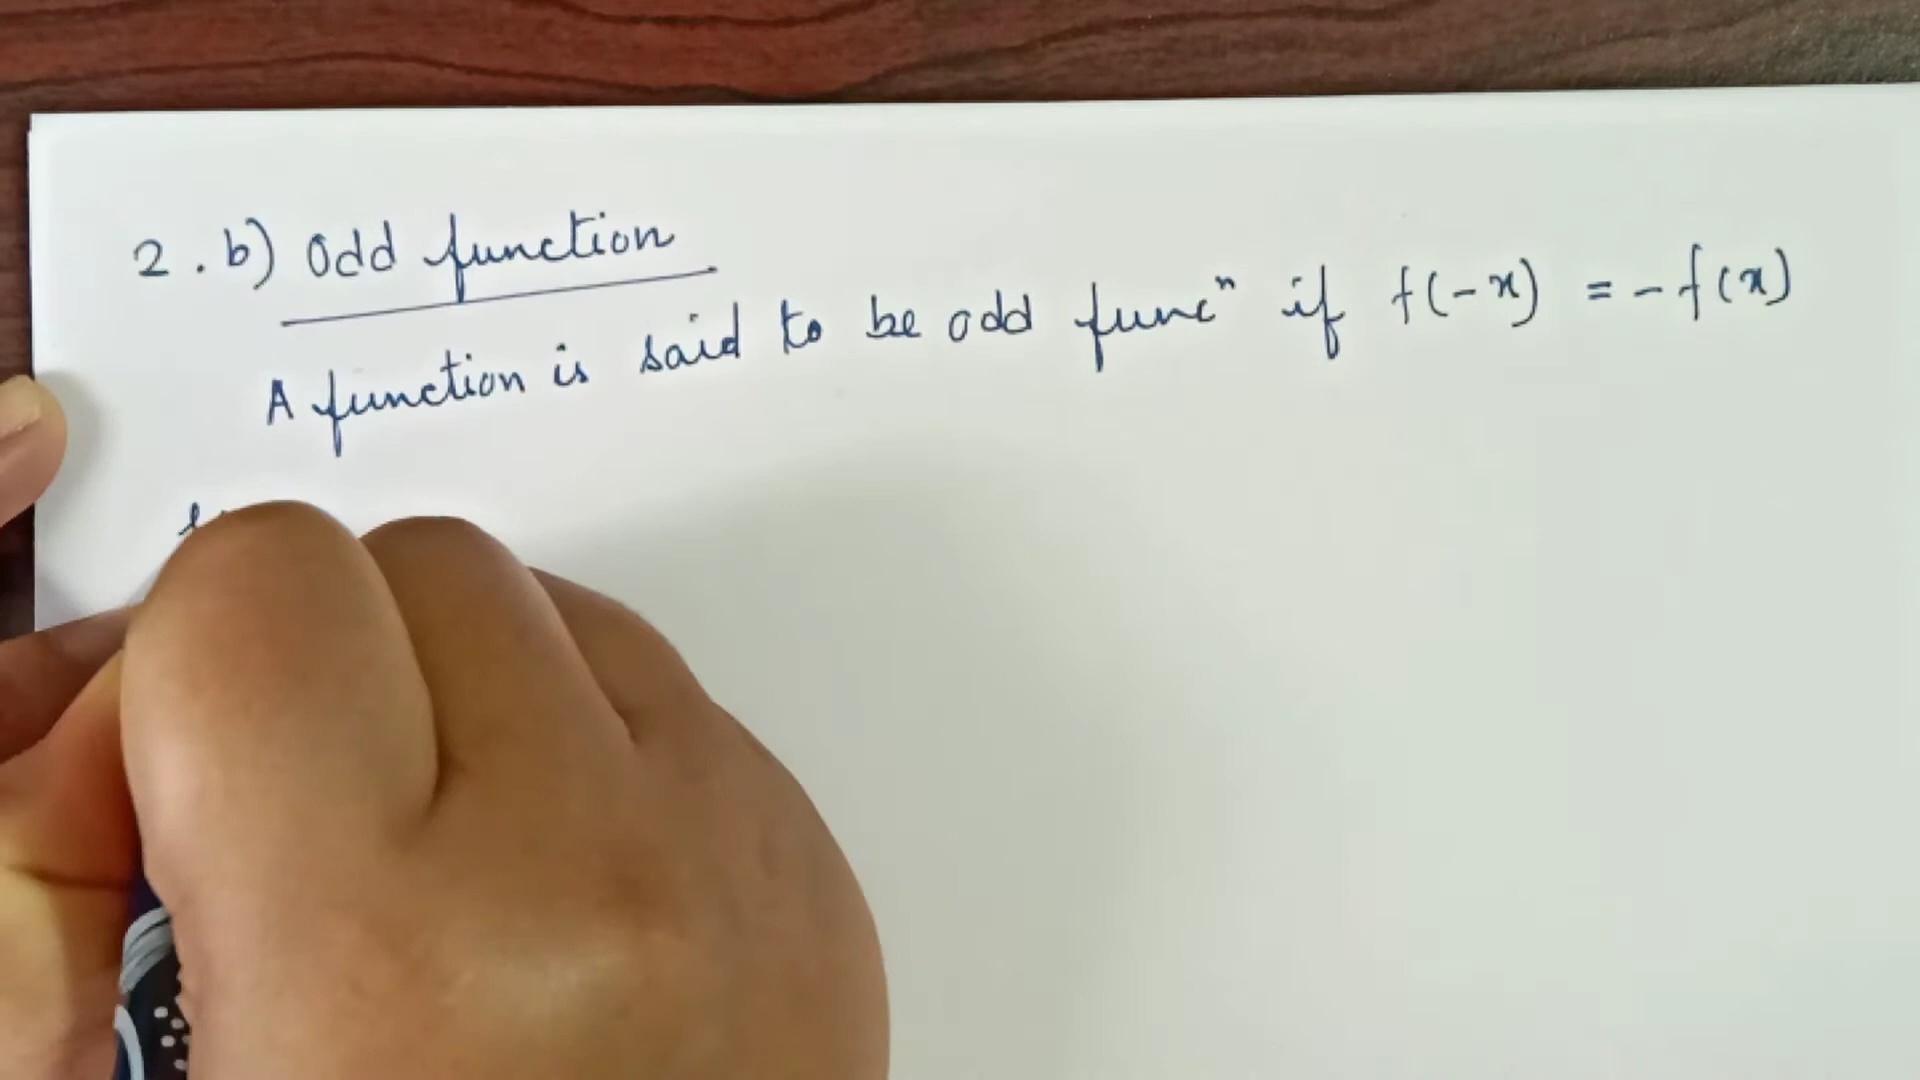 2. b) Odd function
A function is said to be odd funcⁿ if f(-x) = -f(x)